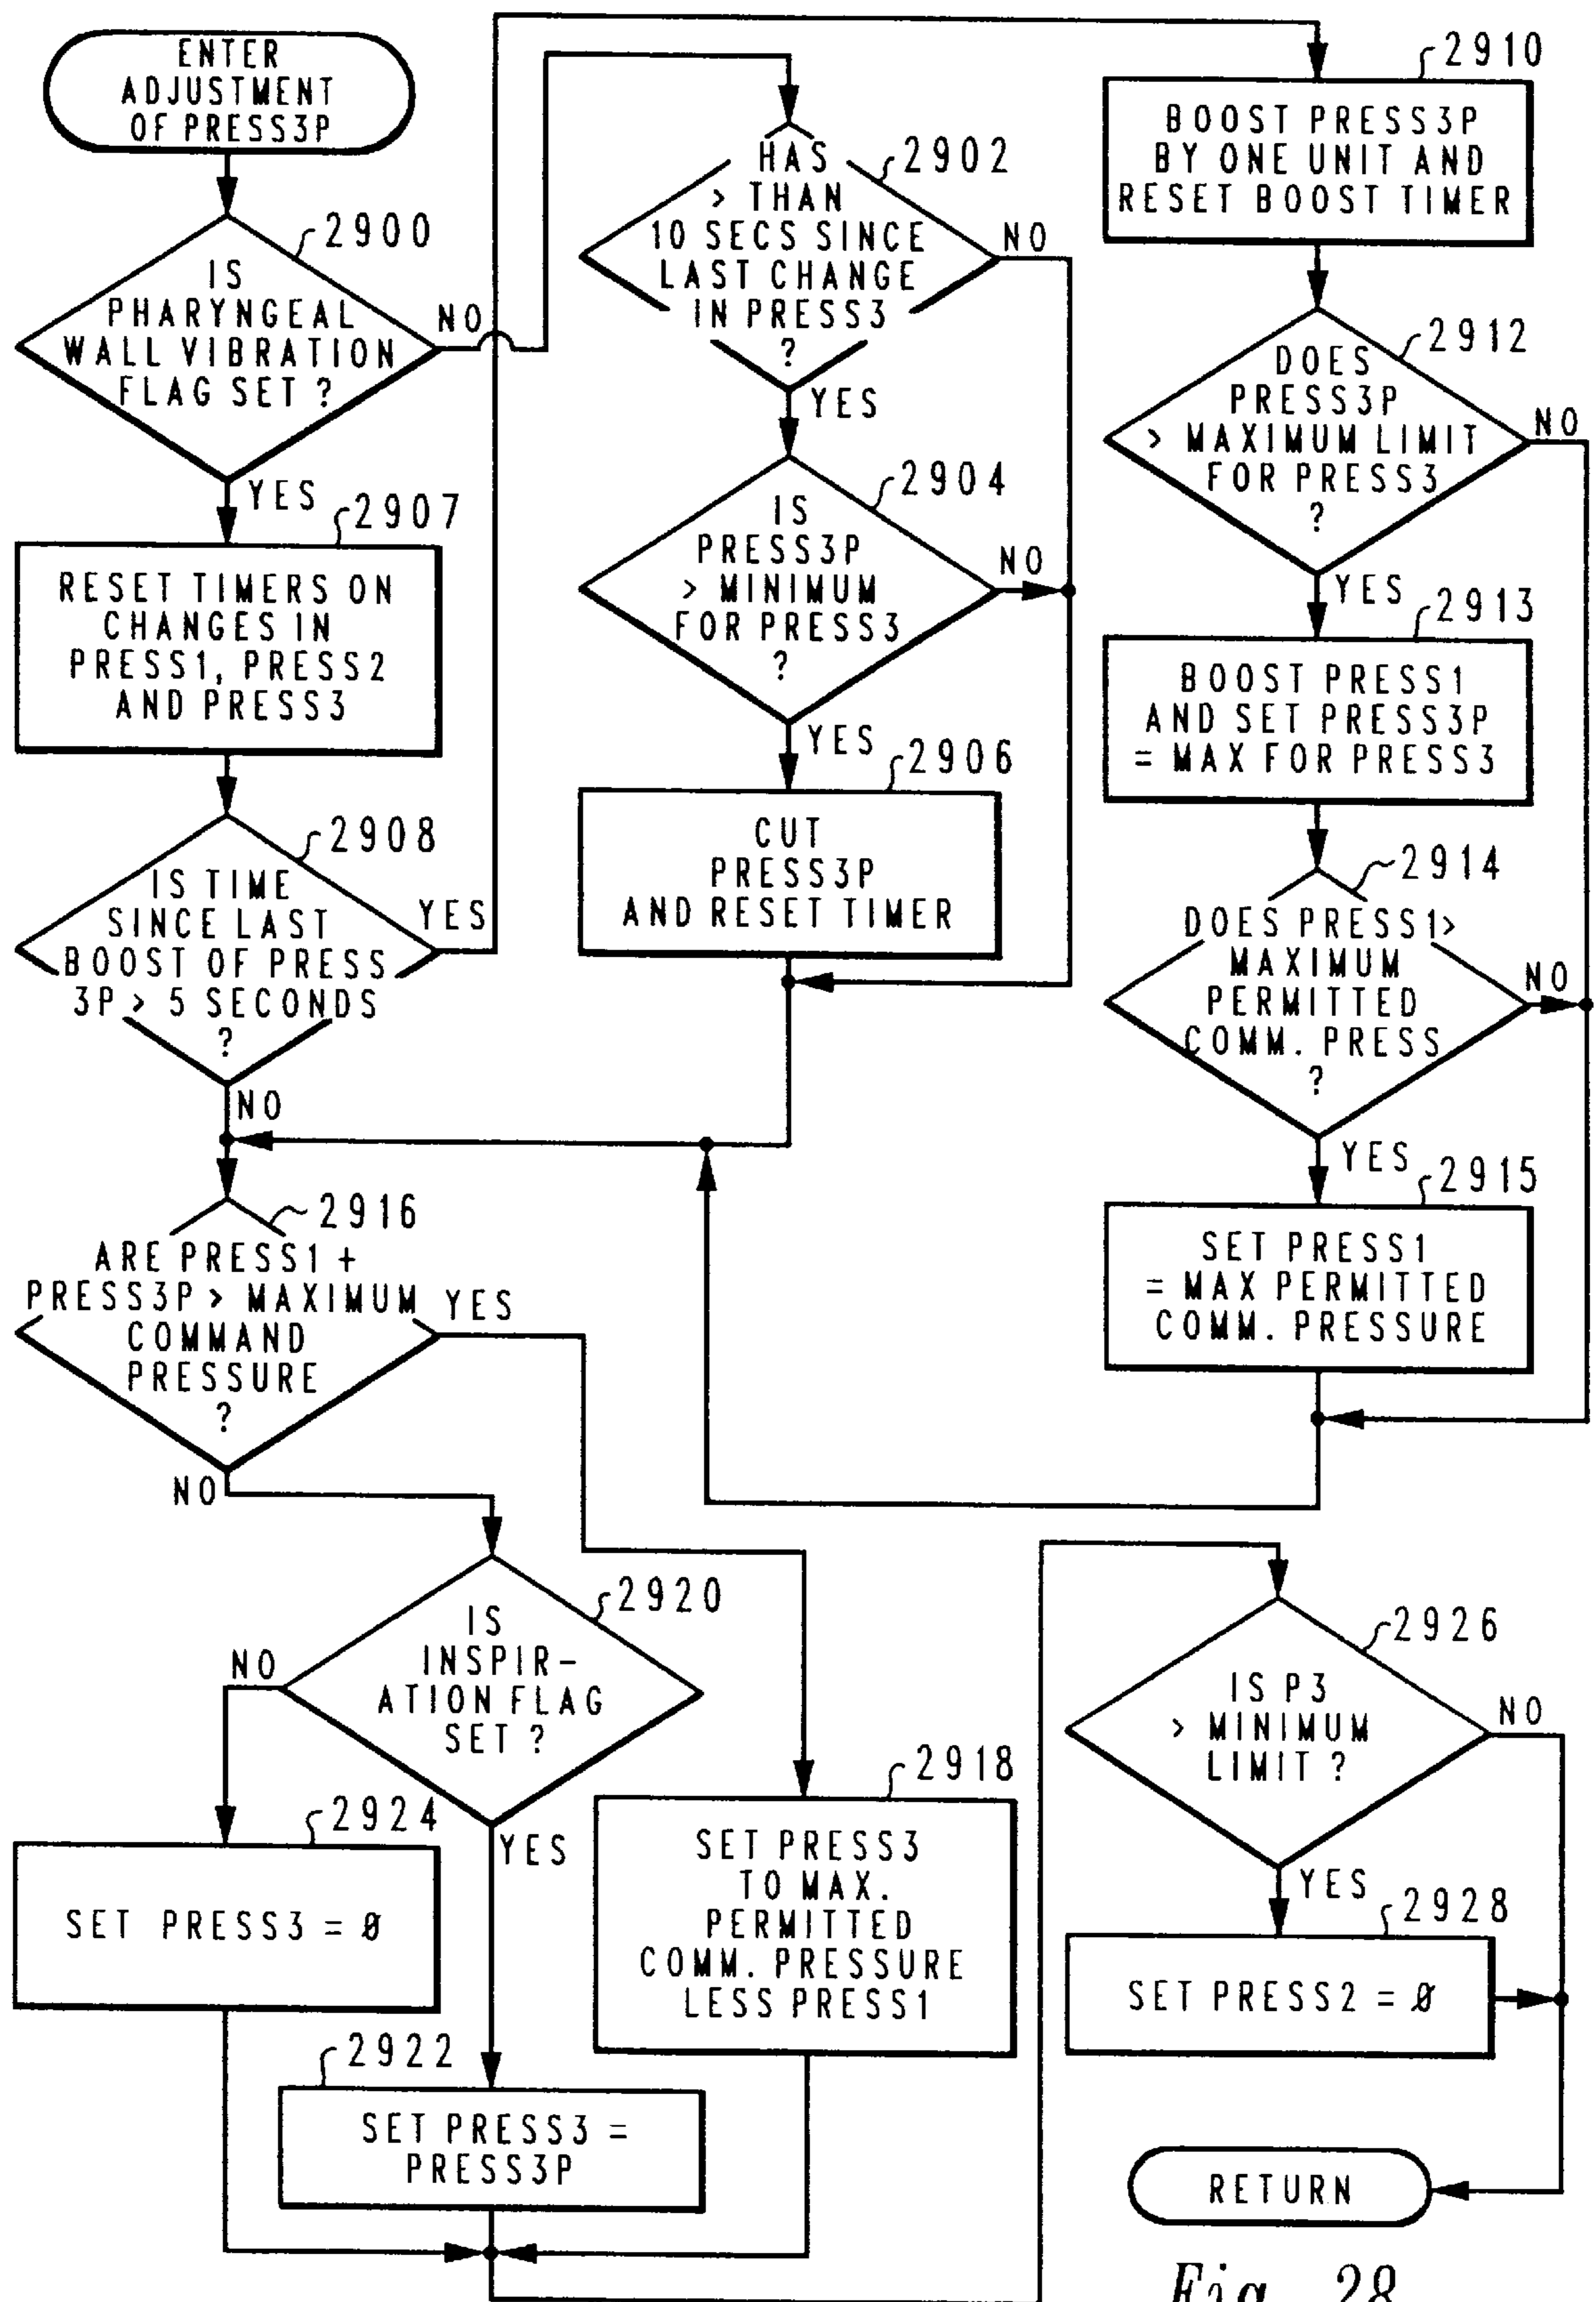 ENTER
ADJUSTMENT
OF PRESS3P
2900
IS
PHARYNGEAL
WALL VIBRATION
FLAG SET ?
NO
YES
2907
RESET TIMERS ON
CHANGES IN
PRESS1, PRESS2
AND PRESS3
2908
IS TIME
SINCE LAST
BOOST OF PRESS
3P > 5 SECONDS
?
YES
NO
2902
HAS
> THAN
10 SECS SINCE
LAST CHANGE
IN PRESS3
?
NO
YES
2904
IS
PRESS3P
> MINIMUM
FOR PRESS3
?
NO
YES
2906
CUT
PRESS3P
AND RESET TIMER
2910
BOOST PRESS3P
BY ONE UNIT AND
RESET BOOST TIMER
2912
DOES
PRESS3P
> MAXIMUM LIMIT
FOR PRESS3
?
NO
YES
2913
BOOST PRESS1
AND SET PRESS3P
= MAX FOR PRESS3
2914
DOES PRESS1>
MAXIMUM
PERMITTED
COMM. PRESS
?
NO
YES
2915
SET PRESS1
= MAX PERMITTED
COMM. PRESSURE
2916
ARE PRESS1 +
PRESS3P > MAXIMUM
COMMAND
PRESSURE
?
YES
NO
2920
IS
INSPIR-
ATION FLAG
SET ?
NO
YES
2924
SET PRESS3 = Ø
2922
SET PRESS3 =
PRESS3P
2918
SET PRESS3
TO MAX.
PERMITTED
COMM. PRESSURE
LESS PRESS1
2926
IS P3
> MINIMUM
LIMIT ?
NO
YES
2928
SET PRESS2 = Ø
RETURN
Fig. 28